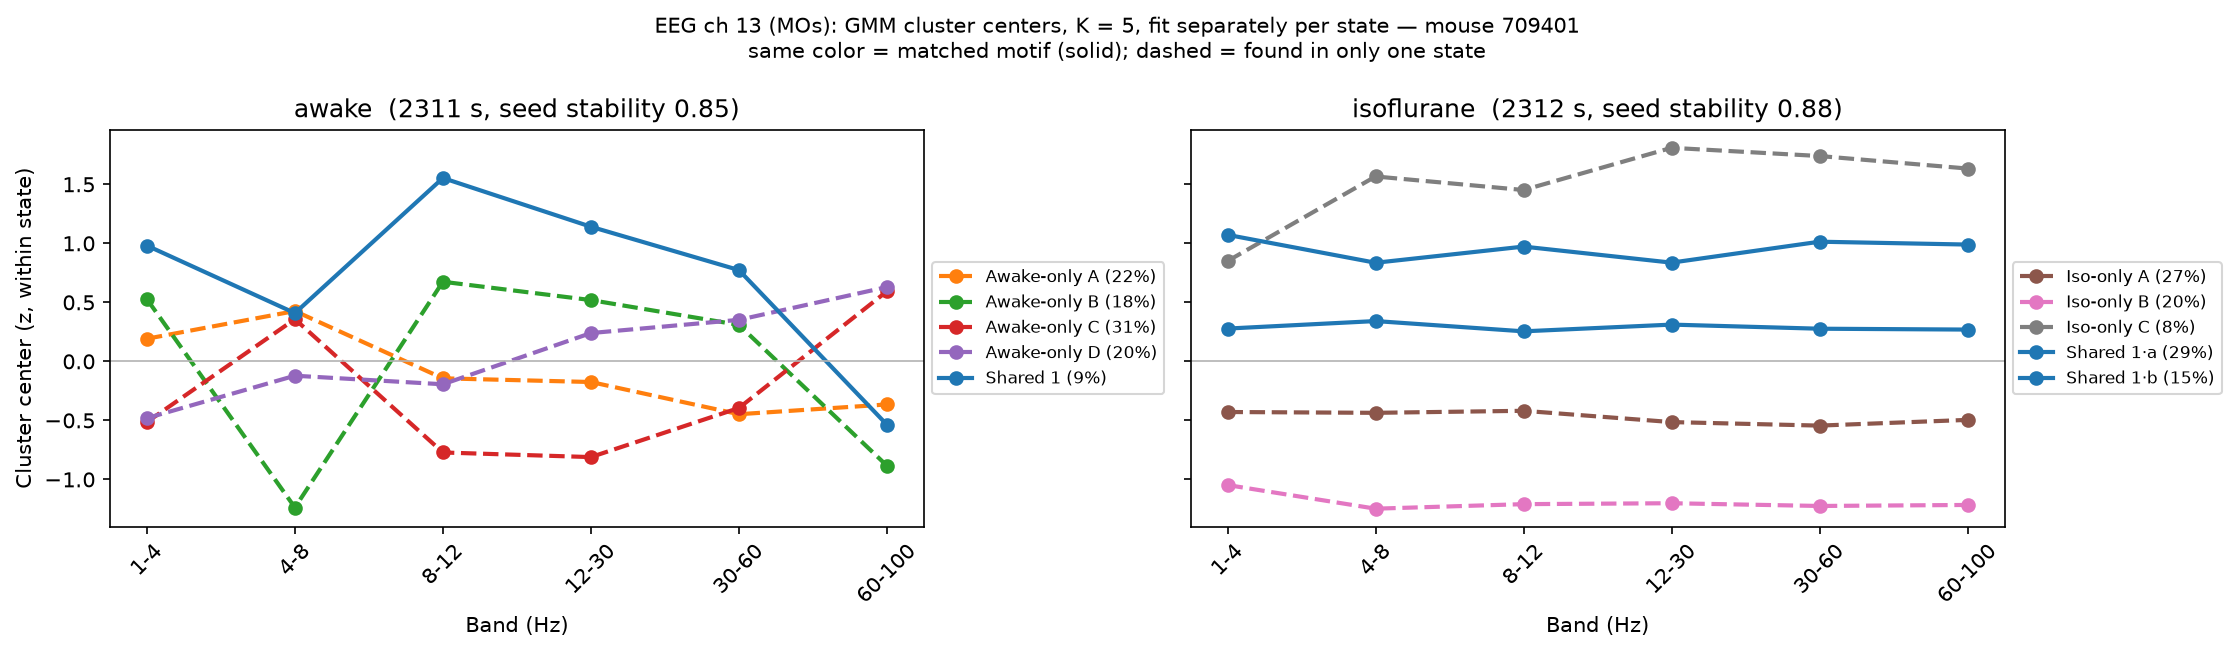 EEG ch 13 (MOs): GMM cluster centers, K = 5, fit separately per state — mouse 709401
same color = matched motif (solid); dashed = found in only one state
awake  (2311 s, seed stability 0.85)
Cluster center (z, within state)
1.5
1.0
0.5
0.0
−0.5
−1.0
1-4
4-8
8-12
12-30
30-60
60-100
Band (Hz)
Awake-only A (22%)
Awake-only B (18%)
Awake-only C (31%)
Awake-only D (20%)
Shared 1 (9%)
isoflurane  (2312 s, seed stability 0.88)
1-4
4-8
8-12
12-30
30-60
60-100
Band (Hz)
Iso-only A (27%)
Iso-only B (20%)
Iso-only C (8%)
Shared 1·a (29%)
Shared 1·b (15%)